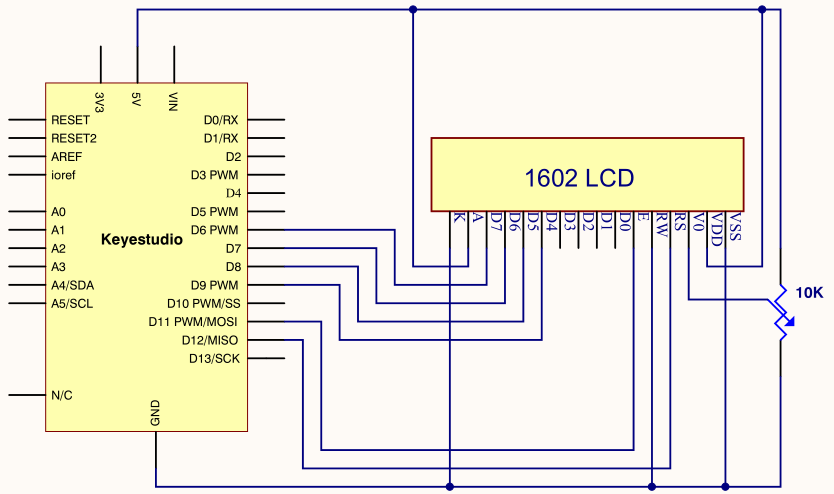 3V3
5V
VIN
RESET
RESET2
AREF
ioref
A0
A1
A2
A3
A4/SDA
A5/SCL
N/C
Keyestudio
D0/RX
D1/RX
D2
D3 PWM
D4
D5 PWM
D6 PWM
D7
D8
D9 PWM
D10 PWM/SS
D11 PWM/MOSI
D12/MISO
D13/SCK
GND
1602 LCD
K
A
D7
D6
D5
D4
D3
D2
D1
D0
E
RW
RS
V0
VDD
VSS
10K